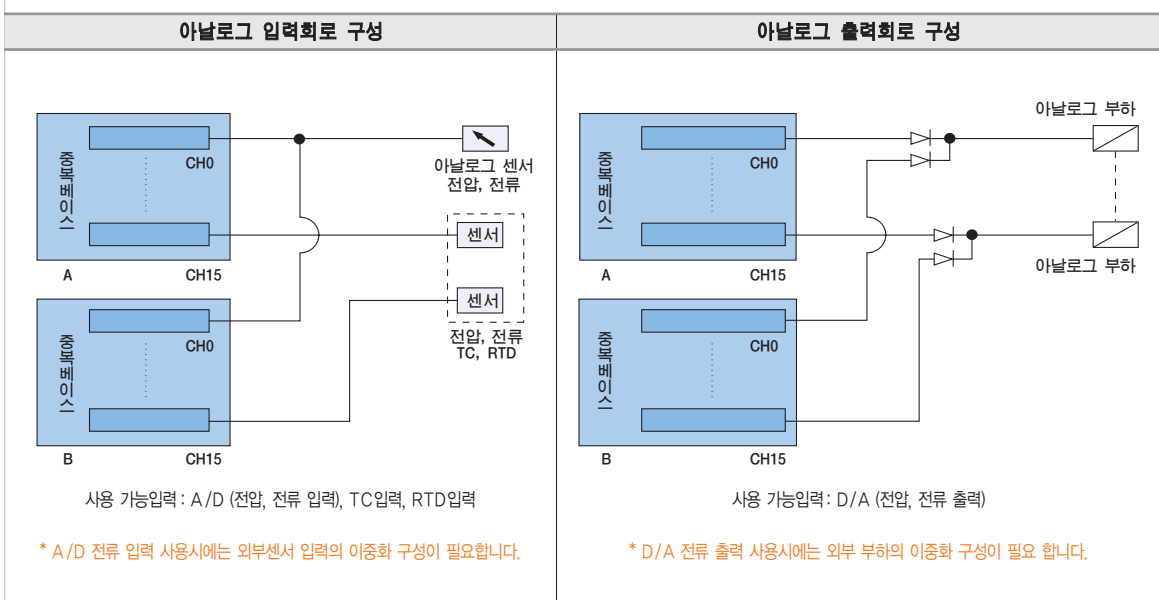 아날로그 입력회로 구성
중복베이스
CH0
A
CH15
중복베이스
CH0
B
CH15
아날로그 센서
전압, 전류
센서
센서
전압, 전류
TC, RTD
사용 가능입력 : A/D (전압, 전류 입력), TC입력, RTD입력
* A/D 전류 입력 사용시에는 외부센서 입력의 이중화 구성이 필요합니다.
아날로그 출력회로 구성
중복베이스
CH0
A
CH15
중복베이스
CH0
B
CH15
아날로그 부하
아날로그 부하
사용 가능입력: D/A (전압, 전류 출력)
* D/A 전류 출력 사용시에는 외부 부하의 이중화 구성이 필요 합니다.